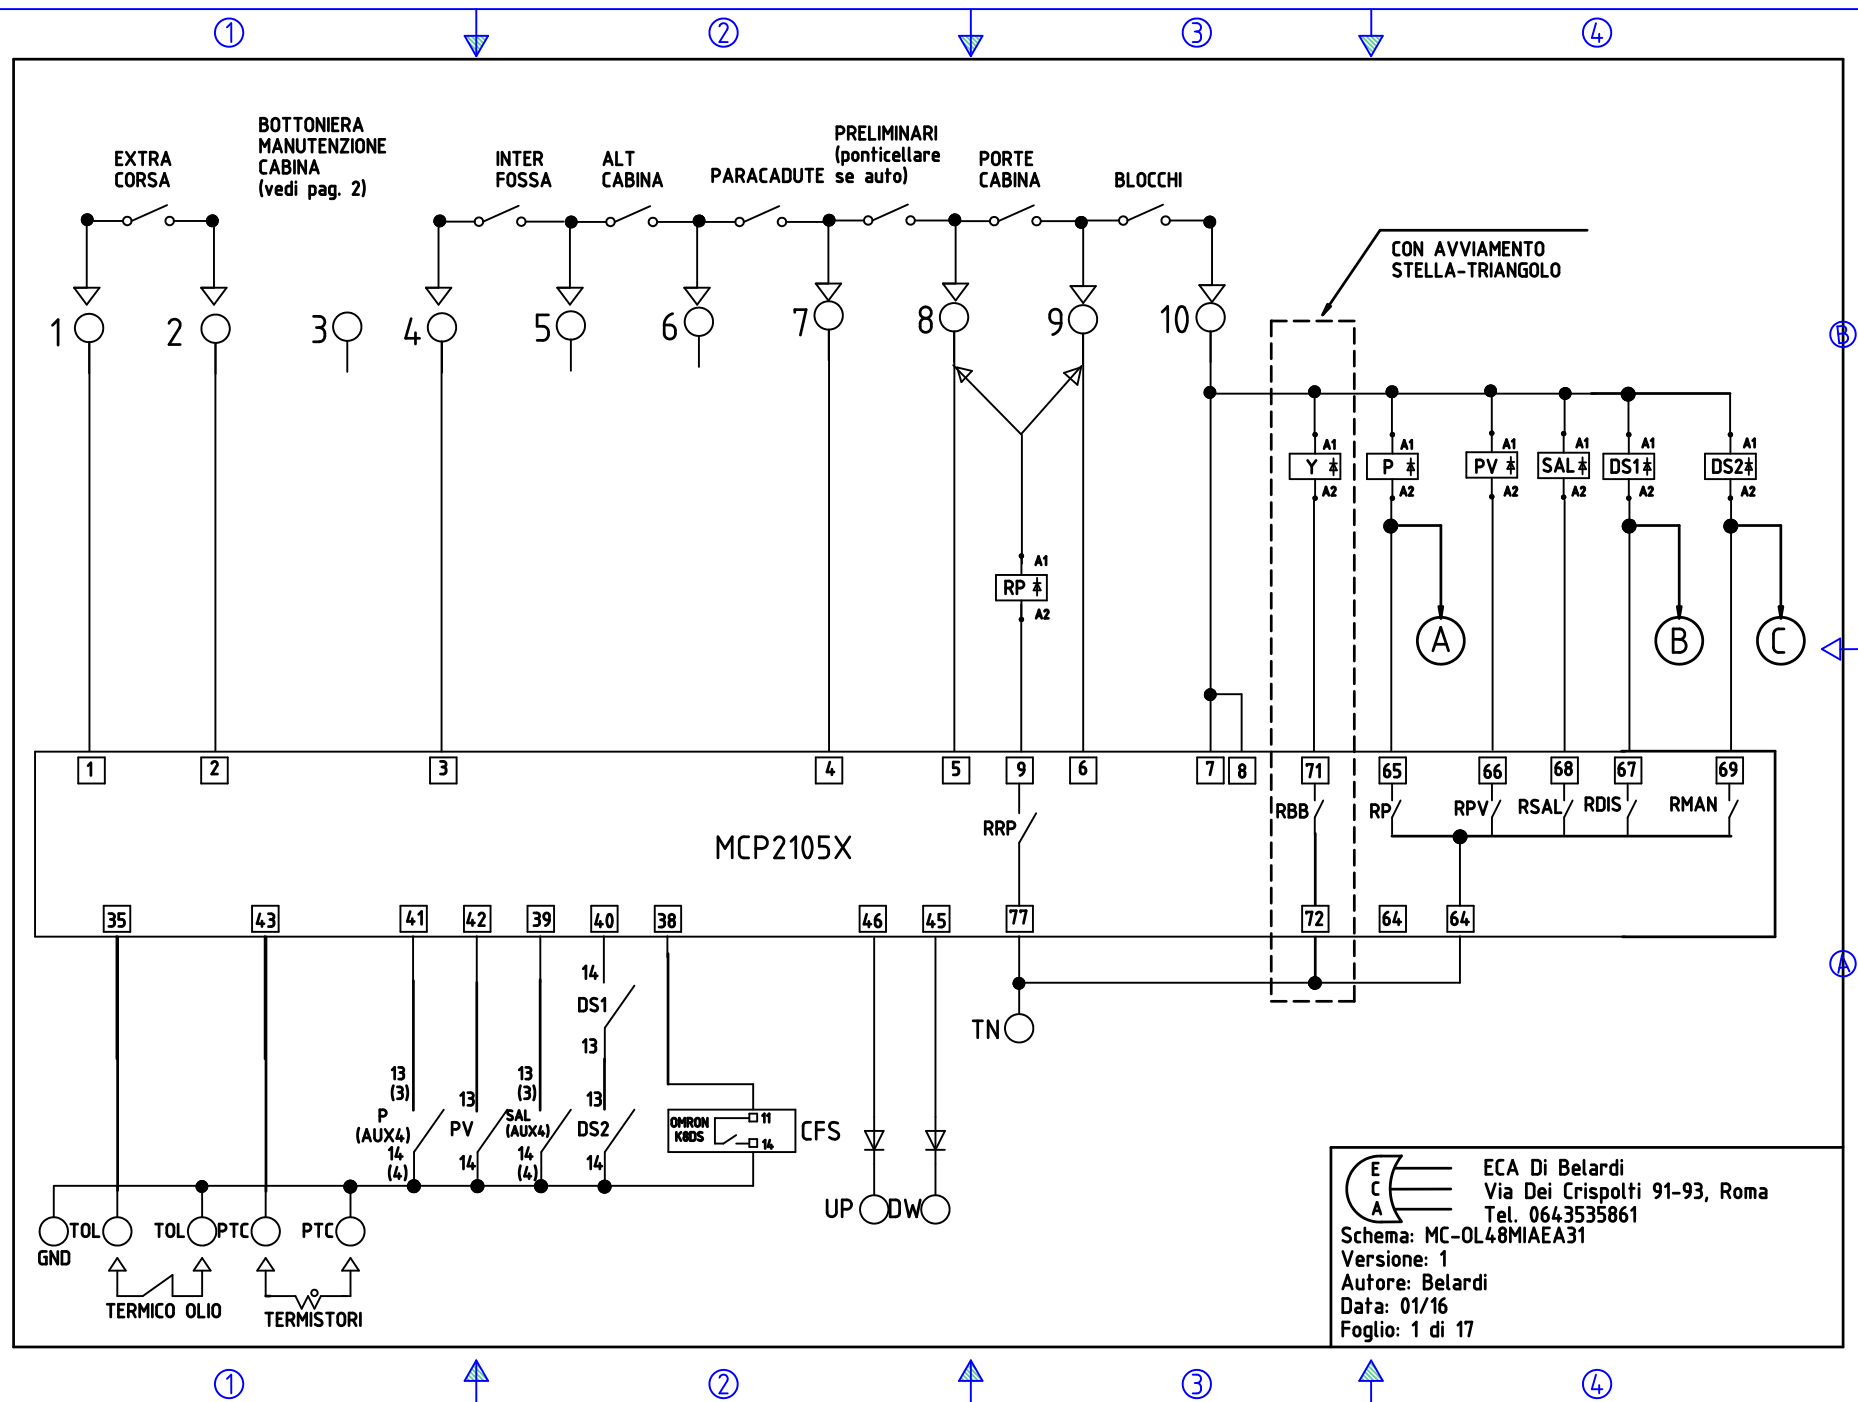 1 2 3 4
EXTRA
CORSA
BOTTONIERA
MANUTENZIONE
CABINA
(vedi pag. 2)
INTER
FOSSA
ALT
CABINA
PARACADUTE
PRELIMINARI
(ponticellare
se auto)
PORTE
CABINA
BLOCCHI
CON AVVIAMENTO
STELLA-TRIANGOLO
1 2 3 4 5 6 7 8 9 10
B
A1 A1 A1 A1 A1 A1
Y P PV SAL DS1 DS2
A2 A2 A2 A2 A2 A2
A1
RP
A2
A B C
1 2 3 4 5 9 6 7 8 71 65 66 68 67 69
RRP RBB RP RPV RSAL RDIS RMAN
MCP2105X
35 43 41 42 39 40 38 46 45 77 72 64 64
A
14
DS1
13
TN
13
(3)
P
(AUX4)
14
(4)
13
PV
14
13
(3)
SAL
(AUX4)
14
(4)
13
DS2
14
OMRON
K8DS
11
14
CFS
UP DW
GND
TOL TOL PTC PTC
TERMICO OLIO
TERMISTORI
E
C
A
ECA Di Belardi
Via Dei Crispolti 91-93, Roma
Tel. 0643535861
Schema: MC-OL48MIAEA31
Versione: 1
Autore: Belardi
Data: 01/16
Foglio: 1 di 17
1 2 3 4